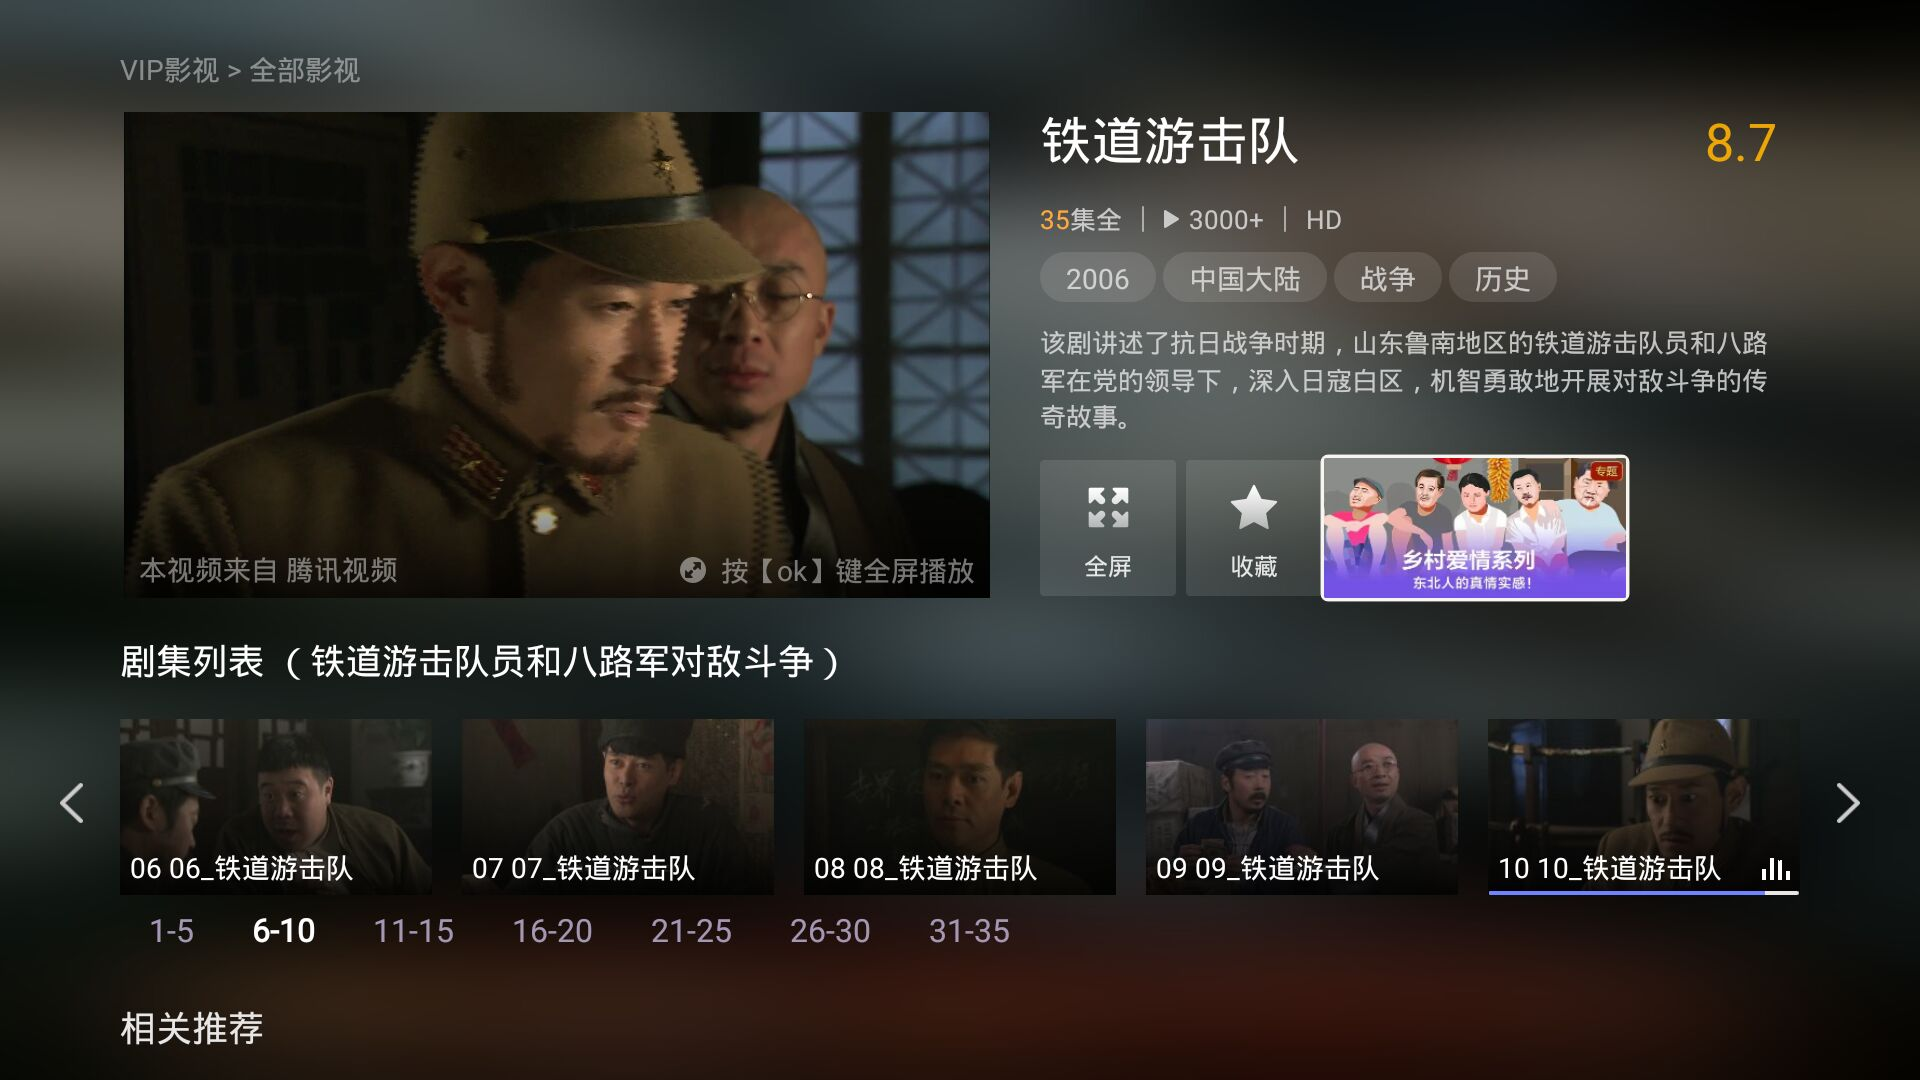 VIP影视 > 全部影视
铁道游击队
8.7
35集全 | 3000+ | HD
2006 中国大陆 战争 历史
该剧讲述了抗日战争时期，山东鲁南地区的铁道游击队员和八路
军在党的领导下，深入日寇白区，机智勇敢地开展对敌斗争的传
奇故事。
本视频来自 腾讯视频
按【ok】键全屏播放
全屏
收藏
专题
乡村爱情系列
东北人的真情实感！
剧集列表 （铁道游击队员和八路军对敌斗争）
06 06_铁道游击队
07 07_铁道游击队
08 08_铁道游击队
09 09_铁道游击队
10 10_铁道游击队
1-5 6-10 11-15 16-20 21-25 26-30 31-35
相关推荐